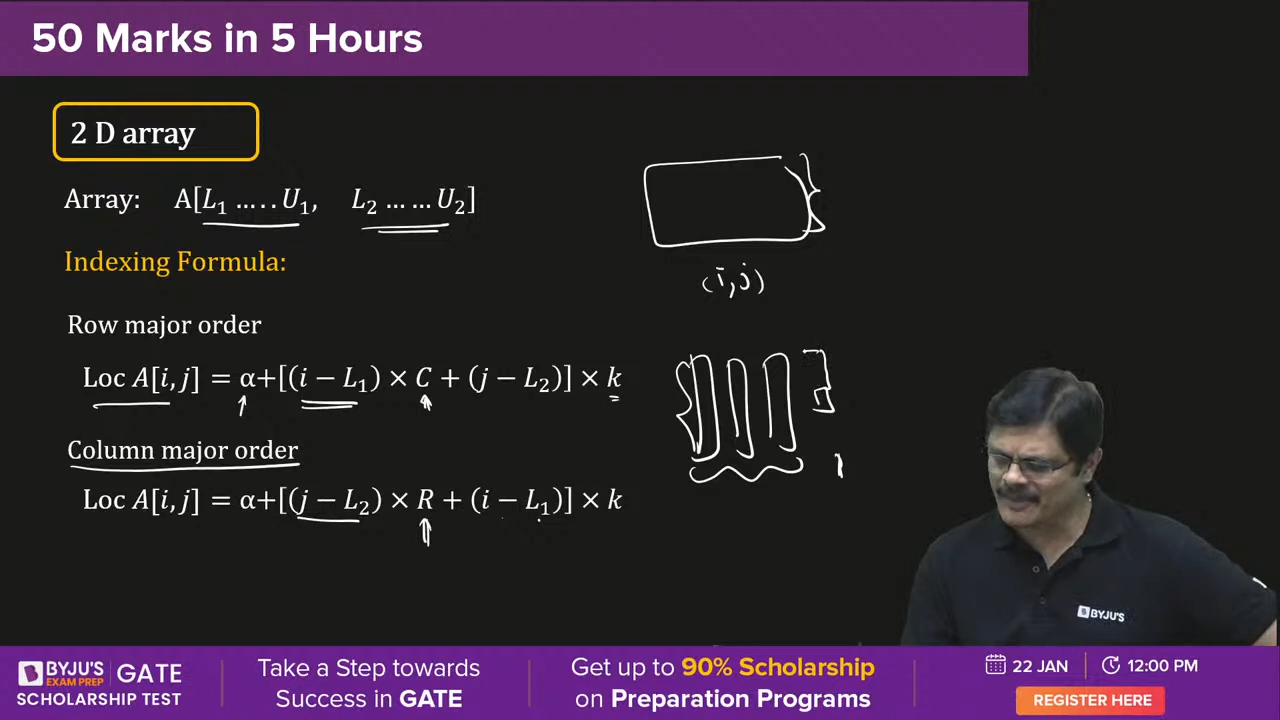 50 Marks in 5 Hours
2 D array
Array: A[L₁ ….. U₁, L₂ …… U₂]
Indexing Formula:
(i,j)
Row major order
Loc A[i,j] = α+[(i − L₁) × C + (j − L₂)] × k
Column major order
Loc A[i,j] = α+[(j − L₂) × R + (i − L₁)] × k
BYJU'S
BYJU'S
EXAM PREP
GATE
SCHOLARSHIP TEST
Take a Step towards
Success in GATE
Get up to 90% Scholarship
on Preparation Programs
22 JAN
12:00 PM
REGISTER HERE